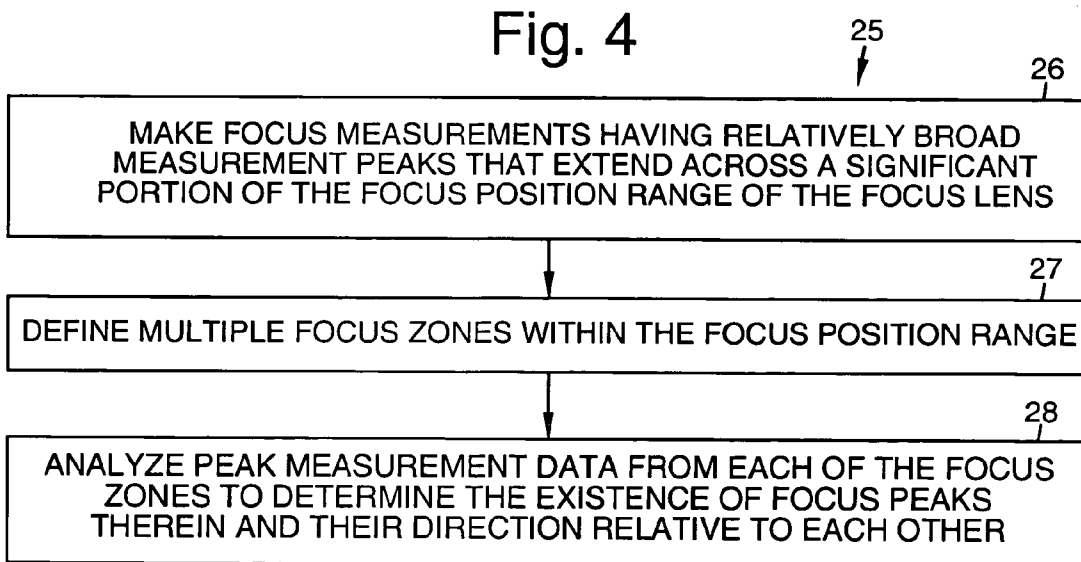 Fig. 4
25
26
MAKE FOCUS MEASUREMENTS HAVING RELATIVELY BROAD
MEASUREMENT PEAKS THAT EXTEND ACROSS A SIGNIFICANT
PORTION OF THE FOCUS POSITION RANGE OF THE FOCUS LENS
27
DEFINE MULTIPLE FOCUS ZONES WITHIN THE FOCUS POSITION RANGE
28
ANALYZE PEAK MEASUREMENT DATA FROM EACH OF THE FOCUS
ZONES TO DETERMINE THE EXISTENCE OF FOCUS PEAKS
THEREIN AND THEIR DIRECTION RELATIVE TO EACH OTHER